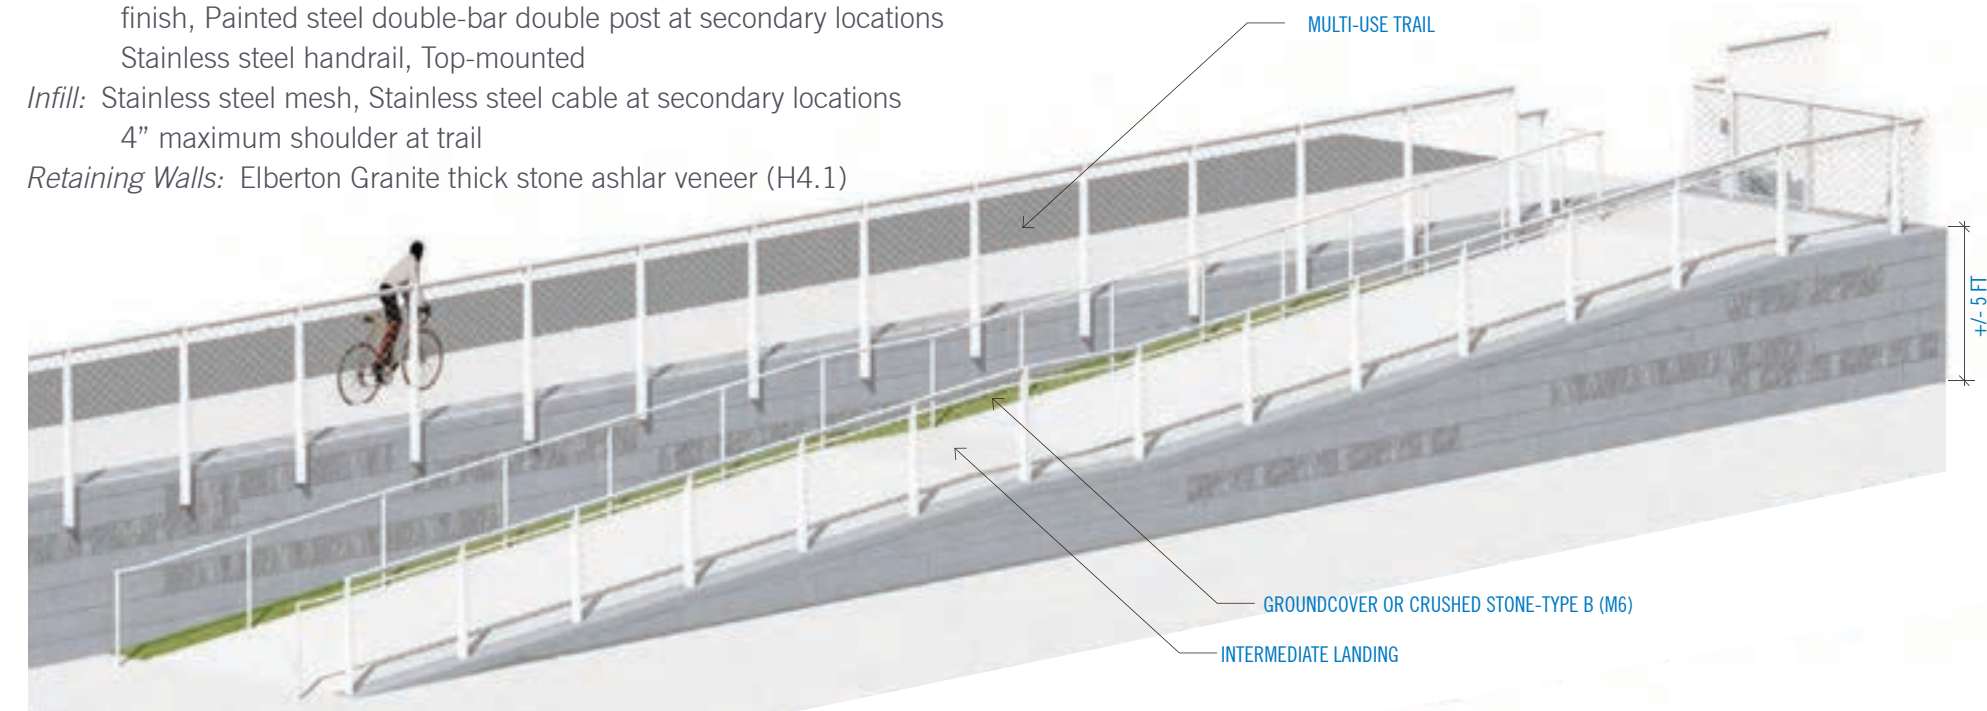 finish, Painted steel double-bar double post at secondary locations
Stainless steel handrail, Top-mounted
Infill: Stainless steel mesh, Stainless steel cable at secondary locations
4” maximum shoulder at trail
Retaining Walls: Elberton Granite thick stone ashlar veneer (H4.1)
MULTI-USE TRAIL
+/- 5 FT
GROUNDCOVER OR CRUSHED STONE-TYPE B (M6)
INTERMEDIATE LANDING